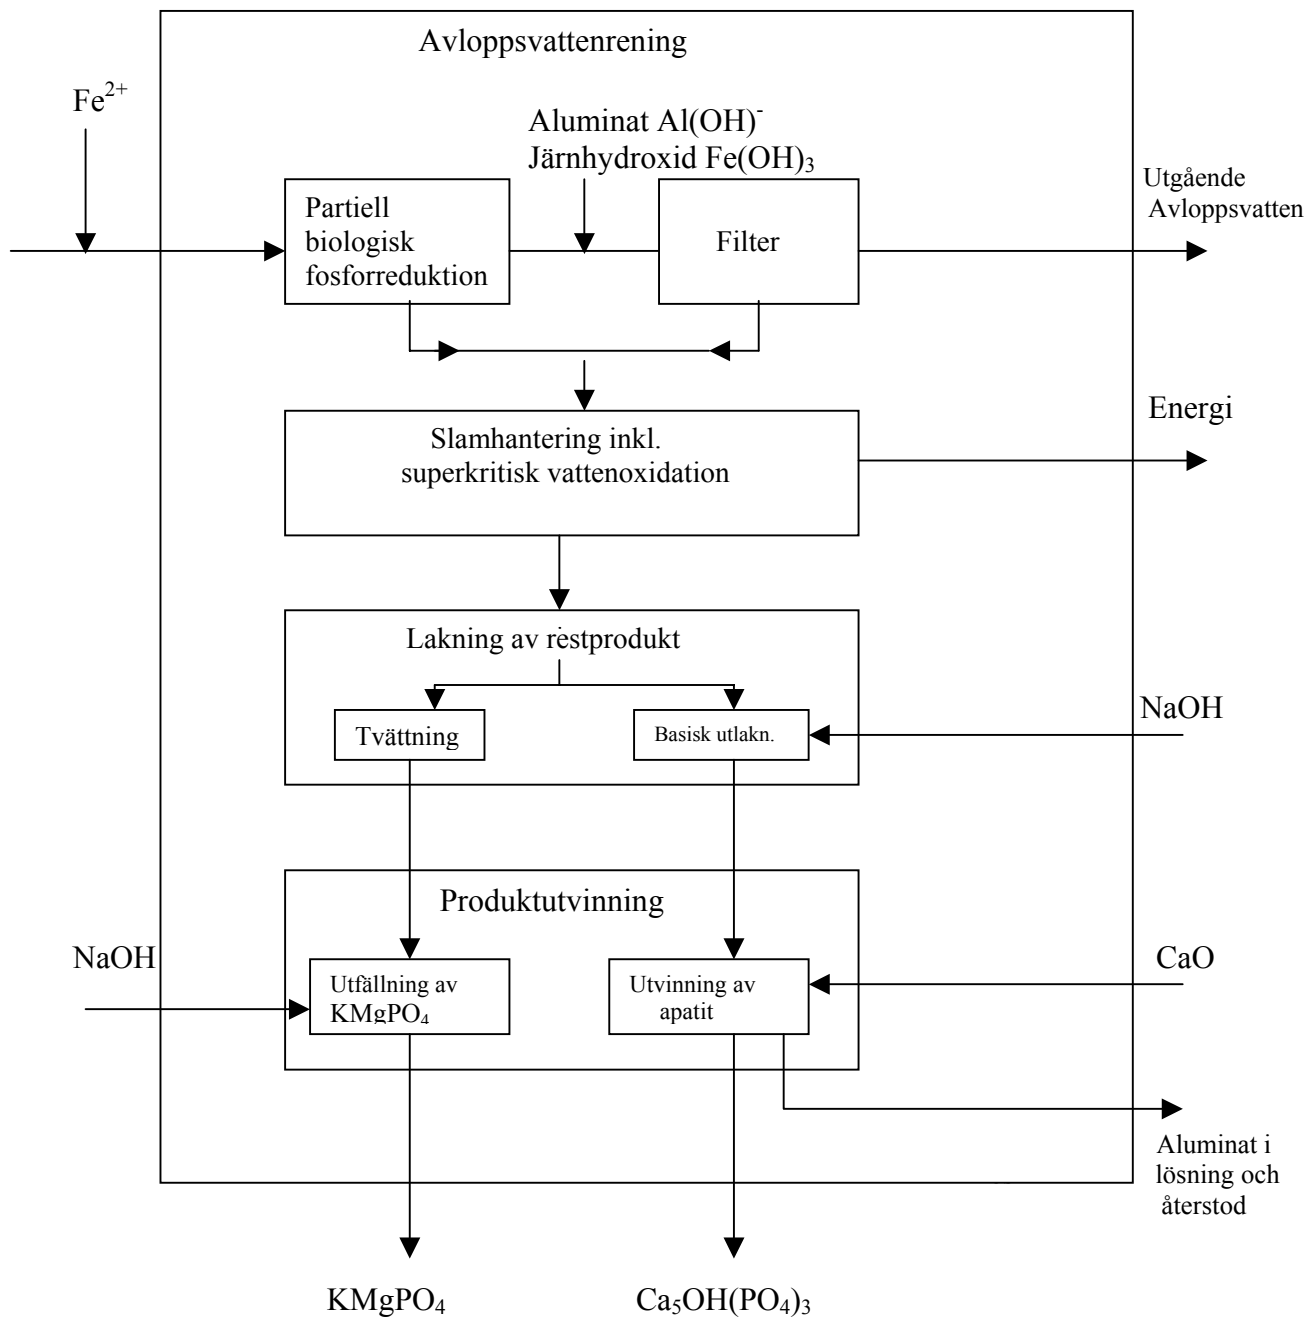 Avloppsvattenrening
Fe²⁺
Aluminat Al(OH)⁻
Järnhydroxid Fe(OH)₃
Utgående
Avloppsvatten
Partiell
biologisk
fosforreduktion
Filter
Energi
Slamhantering inkl.
superkritisk vattenoxidation
Lakning av restprodukt
NaOH
Tvättning
Basisk utlakn.
Produktutvinning
NaOH
CaO
Utfällning av
KMgPO₄
Utvinning av
apatit
Aluminat i
lösning och
återstod
KMgPO₄
Ca₅OH(PO₄)₃